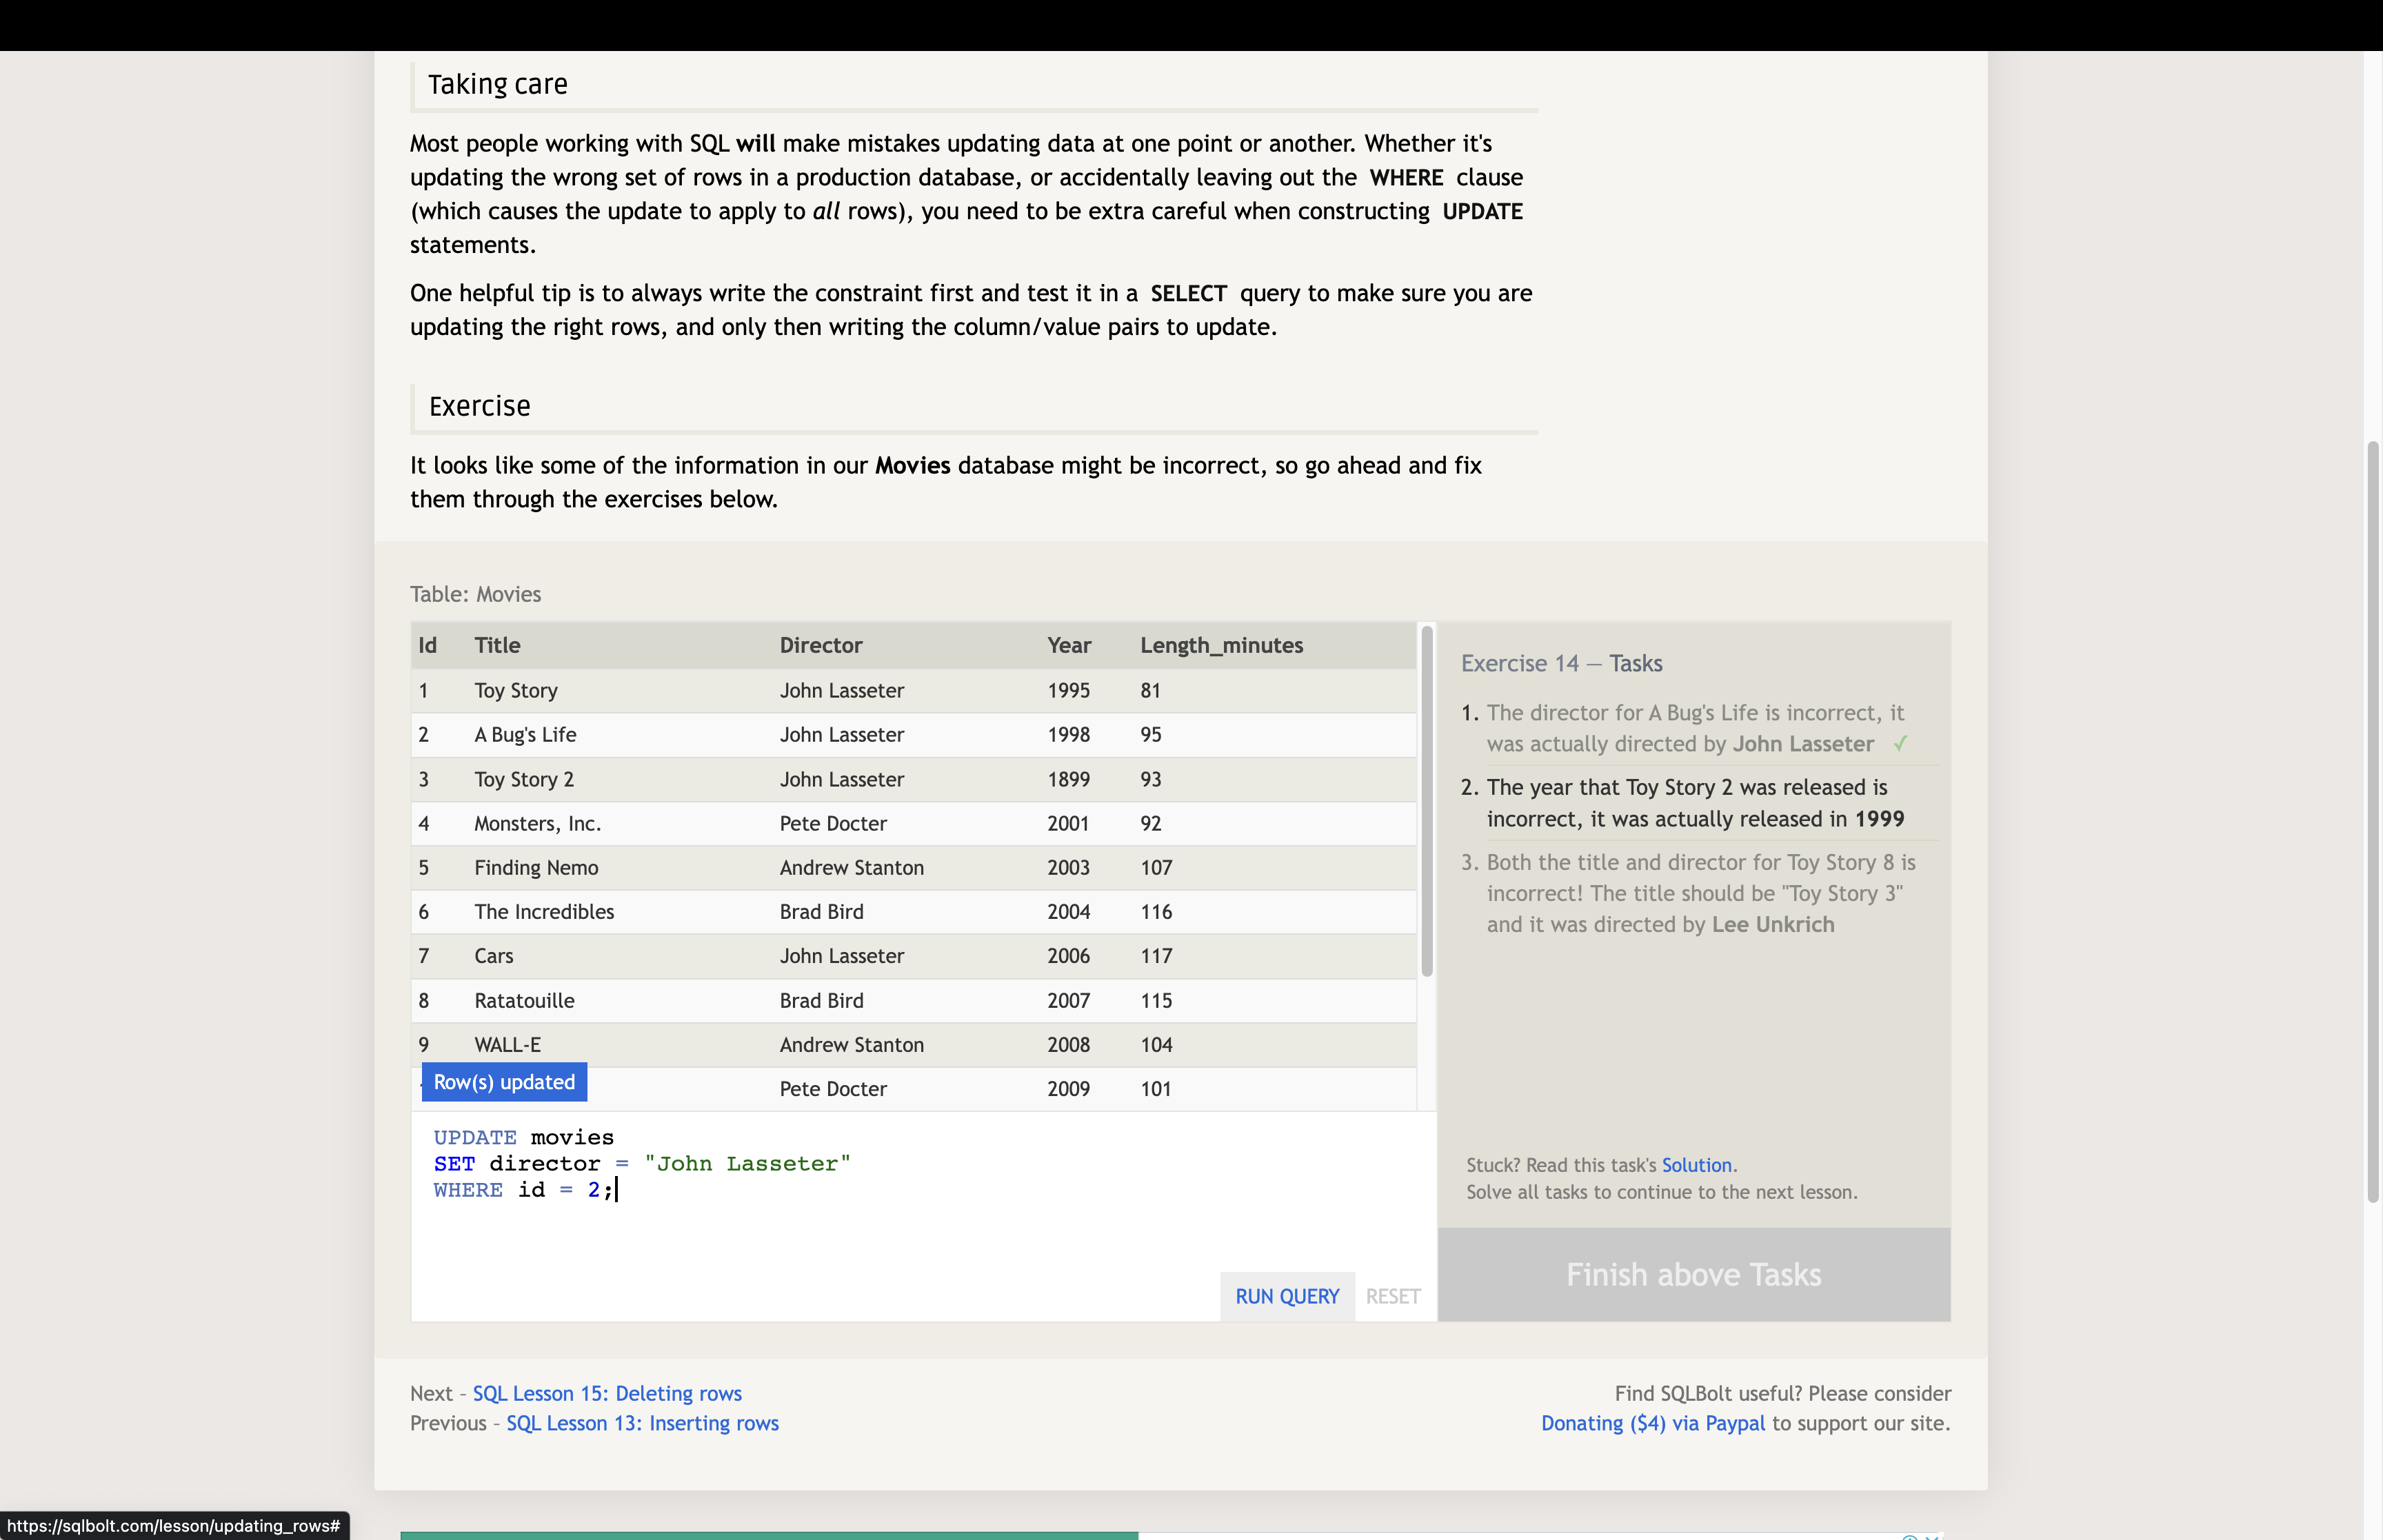 Taking care
Most people working with SQL will make mistakes updating data at one point or another. Whether it's
updating the wrong set of rows in a production database, or accidentally leaving out the WHERE clause
(which causes the update to apply to all rows), you need to be extra careful when constructing UPDATE
statements.
One helpful tip is to always write the constraint first and test it in a SELECT query to make sure you are
updating the right rows, and only then writing the column/value pairs to update.
Exercise
It looks like some of the information in our Movies database might be incorrect, so go ahead and fix
them through the exercises below.
Table: Movies
Id Title Director Year Length_minutes
1 Toy Story John Lasseter 1995 81
2 A Bug's Life John Lasseter 1998 95
3 Toy Story 2 John Lasseter 1899 93
4 Monsters, Inc. Pete Docter 2001 92
5 Finding Nemo Andrew Stanton 2003 107
6 The Incredibles Brad Bird 2004 116
7 Cars John Lasseter 2006 117
8 Ratatouille Brad Bird 2007 115
9 WALL-E Andrew Stanton 2008 104
Pete Docter 2009 101
Row(s) updated
UPDATE movies
SET director = "John Lasseter"
WHERE id = 2;
RUN QUERY RESET
Exercise 14 — Tasks
1. The director for A Bug's Life is incorrect, it
was actually directed by John Lasseter ✓
2. The year that Toy Story 2 was released is
incorrect, it was actually released in 1999
3. Both the title and director for Toy Story 8 is
incorrect! The title should be "Toy Story 3"
and it was directed by Lee Unkrich
Stuck? Read this task's Solution.
Solve all tasks to continue to the next lesson.
Finish above Tasks
Next – SQL Lesson 15: Deleting rows
Previous – SQL Lesson 13: Inserting rows
Find SQLBolt useful? Please consider
Donating ($4) via Paypal to support our site.
https://sqlbolt.com/lesson/updating_rows#